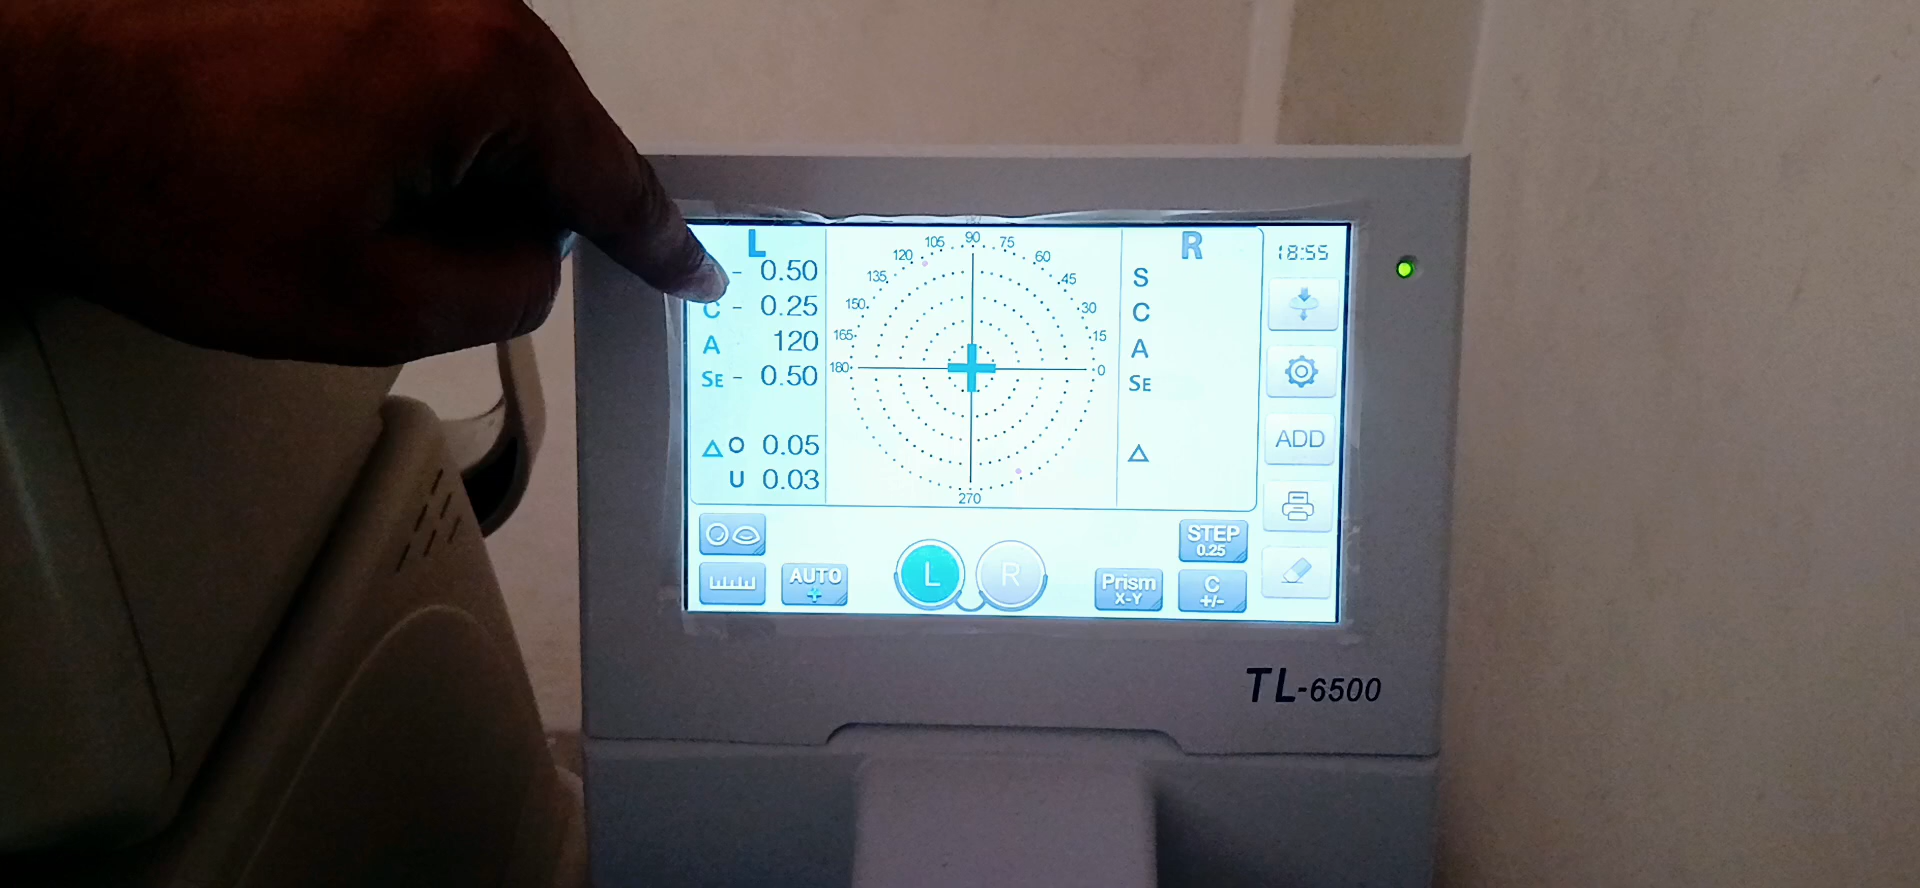 L
- 0.50
C - 0.25
A 120
SE - 0.50
△ O 0.05
U 0.03
105 90 75
120 60
135 45
150 30
165 15
180 0
270
R
S
C
A
SE
△
18:55
ADD
STEP
0.25
AUTO
L R
Prism
X-Y
C
+/-
TL-6500